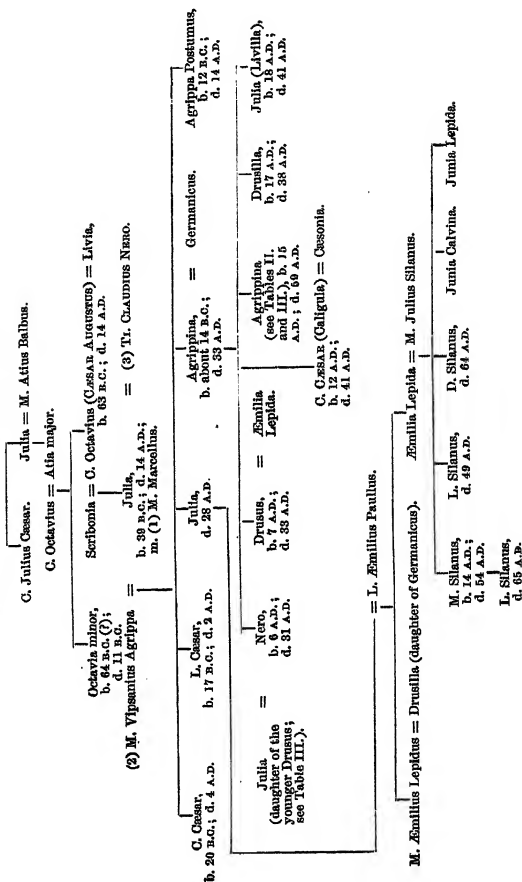 C. Julius Cæsar. Julia = M. Atius Balbus.
C. Octavius = Atia major.
Octavia minor,
b. 64 B.C. (?);
d. 11 B.C.
Scribonia = C. Octavius (CÆSAR AUGUSTUS) = Livia,
b. 63 B.C.; d. 14 A.D.
(2) M. Vipsanius Agrippa =
Julia,
b. 39 B.C.; d. 14 A.D.;
m. (1) M. Marcellus.
= (3) TI. CLAUDIUS NERO.
C. Cæsar,
b. 20 B.C.; d. 4 A.D.
L. Cæsar,
b. 17 B.C.; d. 2 A.D.
Julia,
d. 28 A.D.
Agrippina,
b. about 14 B.C.;
d. 33 A.D.
= Germanicus.
Agrippa Postumus,
b. 12 B.C.;
d. 14 A.D.
Julia
(daughter of the
younger Drusus;
see Table III.).
=
Nero,
b. 6 A.D.;
d. 31 A.D.
Drusus,
b. 7 A.D.;
d. 33 A.D.
=
Æmilia
Lepida.
C. CÆSAR (Caligula) = Cæsonia.
b. 12 A.D.;
d. 41 A.D.
Agrippina
(see Tables II.
and III.), b. 15
A.D.; d. 59 A.D.
Drusilla,
b. 17 A.D.;
d. 38 A.D.
Julia (Livilla),
b. 18 A.D.;
d. 41 A.D.
= L. Æmilius Paullus.
M. Æmilius Lepidus = Drusilla (daughter of Germanicus).
Æmilia Lepida = M. Julius Silanus.
M. Silanus,
b. 14 A.D.;
d. 54 A.D.
L. Silanus,
d. 49 A.D.
D. Silanus,
d. 64 A.D.
Junia Calvina.
Junia Lepida.
L. Silanus,
d. 65 A.D.